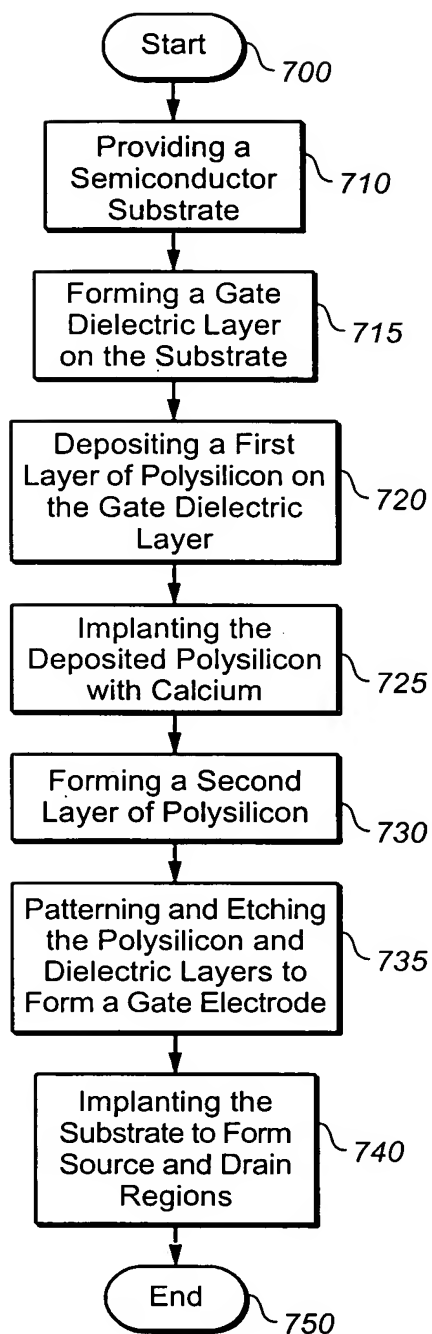 Start
700
Providing a
Semiconductor
Substrate
710
Forming a Gate
Dielectric Layer
on the Substrate
715
Depositing a First
Layer of Polysilicon on
the Gate Dielectric
Layer
720
Implanting the
Deposited Polysilicon
with Calcium
725
Forming a Second
Layer of Polysilicon
730
Patterning and Etching
the Polysilicon and
Dielectric Layers to
Form a Gate Electrode
735
Implanting the
Substrate to Form
Source and Drain
Regions
740
End
750